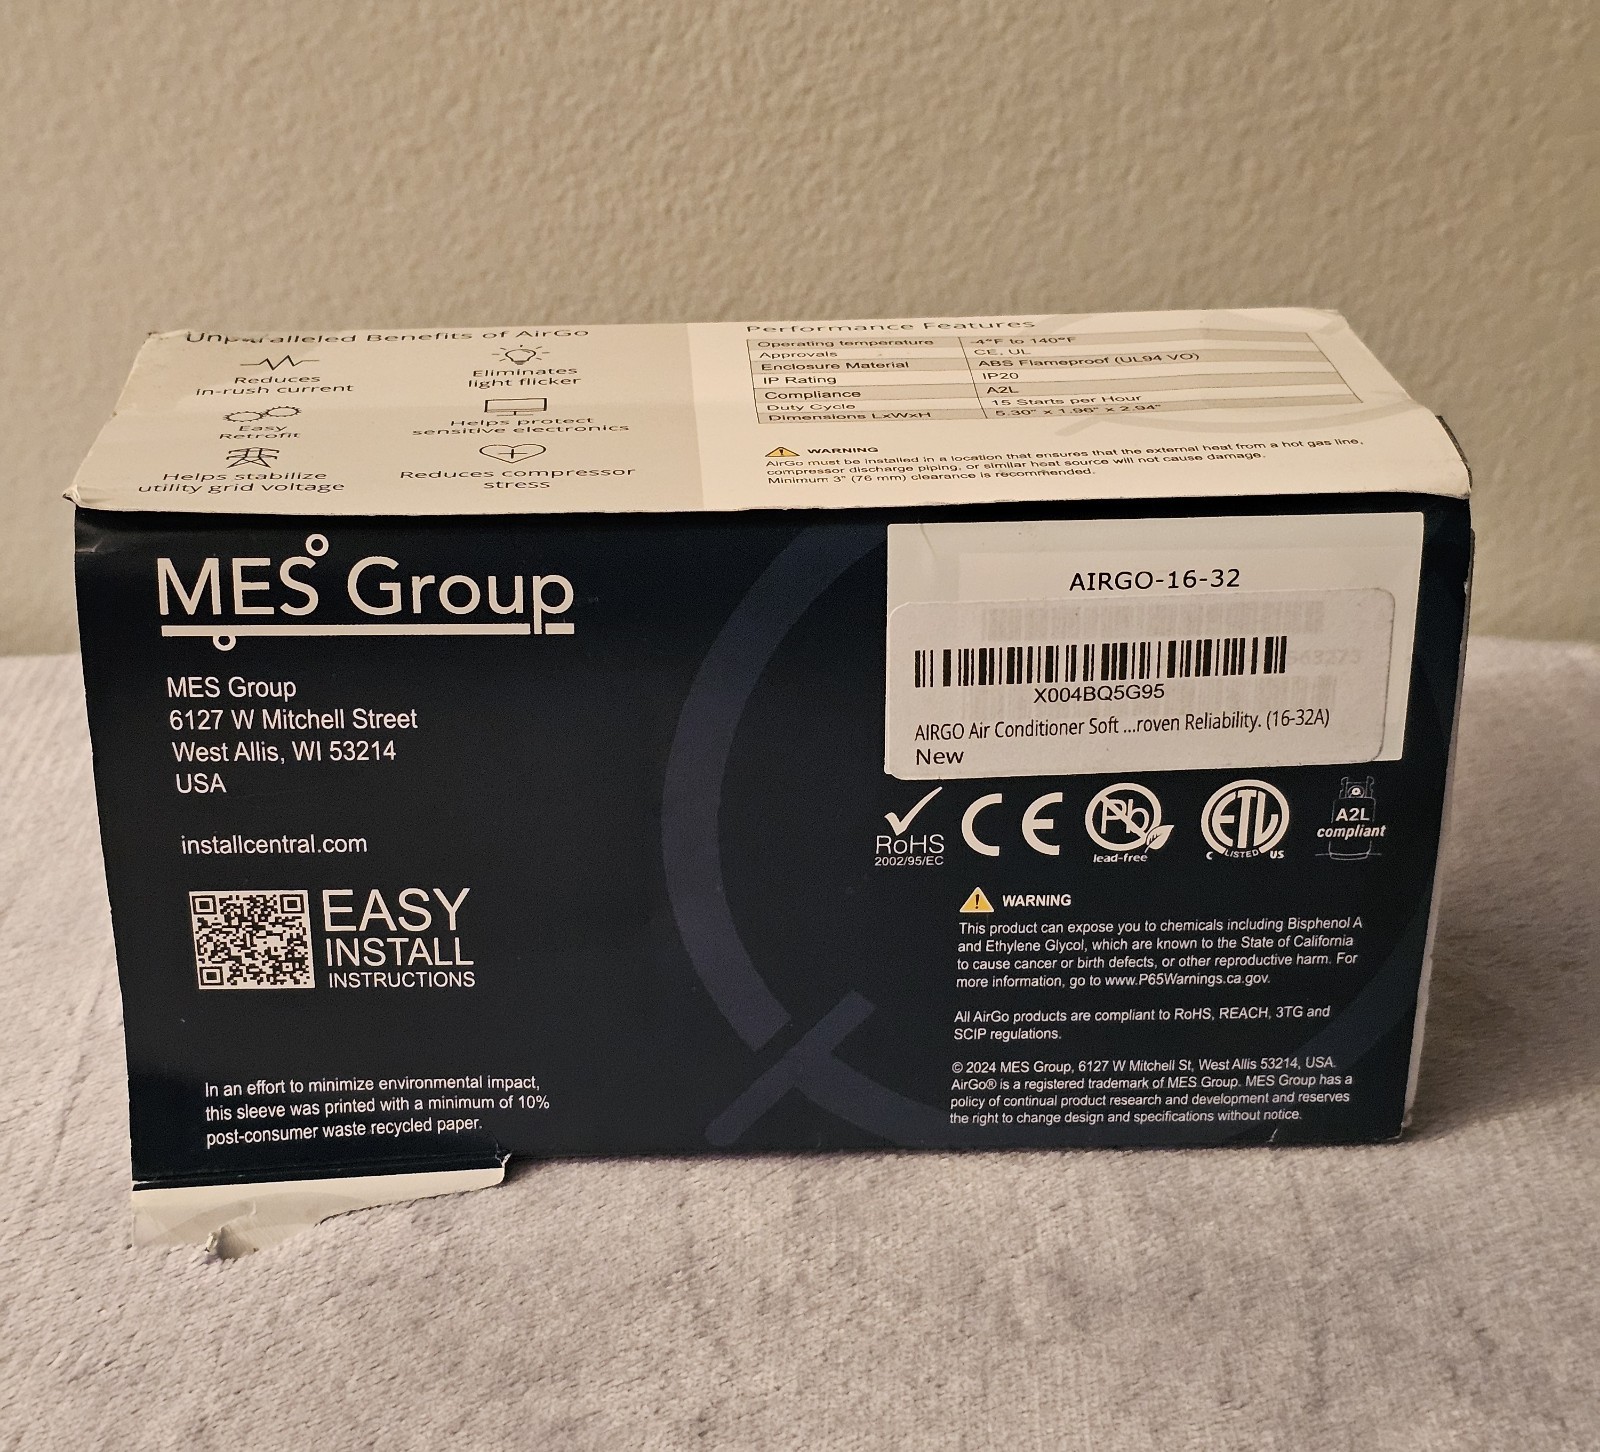 Unparalleled Benefits of AirGo
Reduces
in-rush current
Eliminates
light flicker
Easy
Retrofit
Helps protect
sensitive electronics
Helps stabilize
utility grid voltage
Reduces compressor
stress
Performance Features
Operating temperature -4°F to 140°F
Approvals CE, UL
Enclosure Material ABS Flameproof (UL94 VO)
IP Rating IP20
Compliance A2L
Duty Cycle 15 Starts per Hour
Dimensions LxWxH 5.30" x 1.96" x 2.94"
WARNING
AirGo must be installed in a location that ensures that the external heat from a hot gas line,
compressor discharge piping, or similar heat source will not cause damage.
Minimum 3" (76 mm) clearance is recommended.
MES Group
MES Group
6127 W Mitchell Street
West Allis, WI 53214
USA
installcentral.com
EASY
INSTALL
INSTRUCTIONS
In an effort to minimize environmental impact,
this sleeve was printed with a minimum of 10%
post-consumer waste recycled paper.
AIRGO-16-32
X004BQ5G95
AIRGO Air Conditioner Soft ...roven Reliability. (16-32A)
New
RoHS
2002/95/EC
CE
Pb
lead-free
ETL
C LISTED US
A2L
compliant
WARNING
This product can expose you to chemicals including Bisphenol A
and Ethylene Glycol, which are known to the State of California
to cause cancer or birth defects, or other reproductive harm. For
more information, go to www.P65Warnings.ca.gov.
All AirGo products are compliant to RoHS, REACH, 3TG and
SCIP regulations.
© 2024 MES Group, 6127 W Mitchell St, West Allis 53214, USA.
AirGo® is a registered trademark of MES Group. MES Group has a
policy of continual product research and development and reserves
the right to change design and specifications without notice.